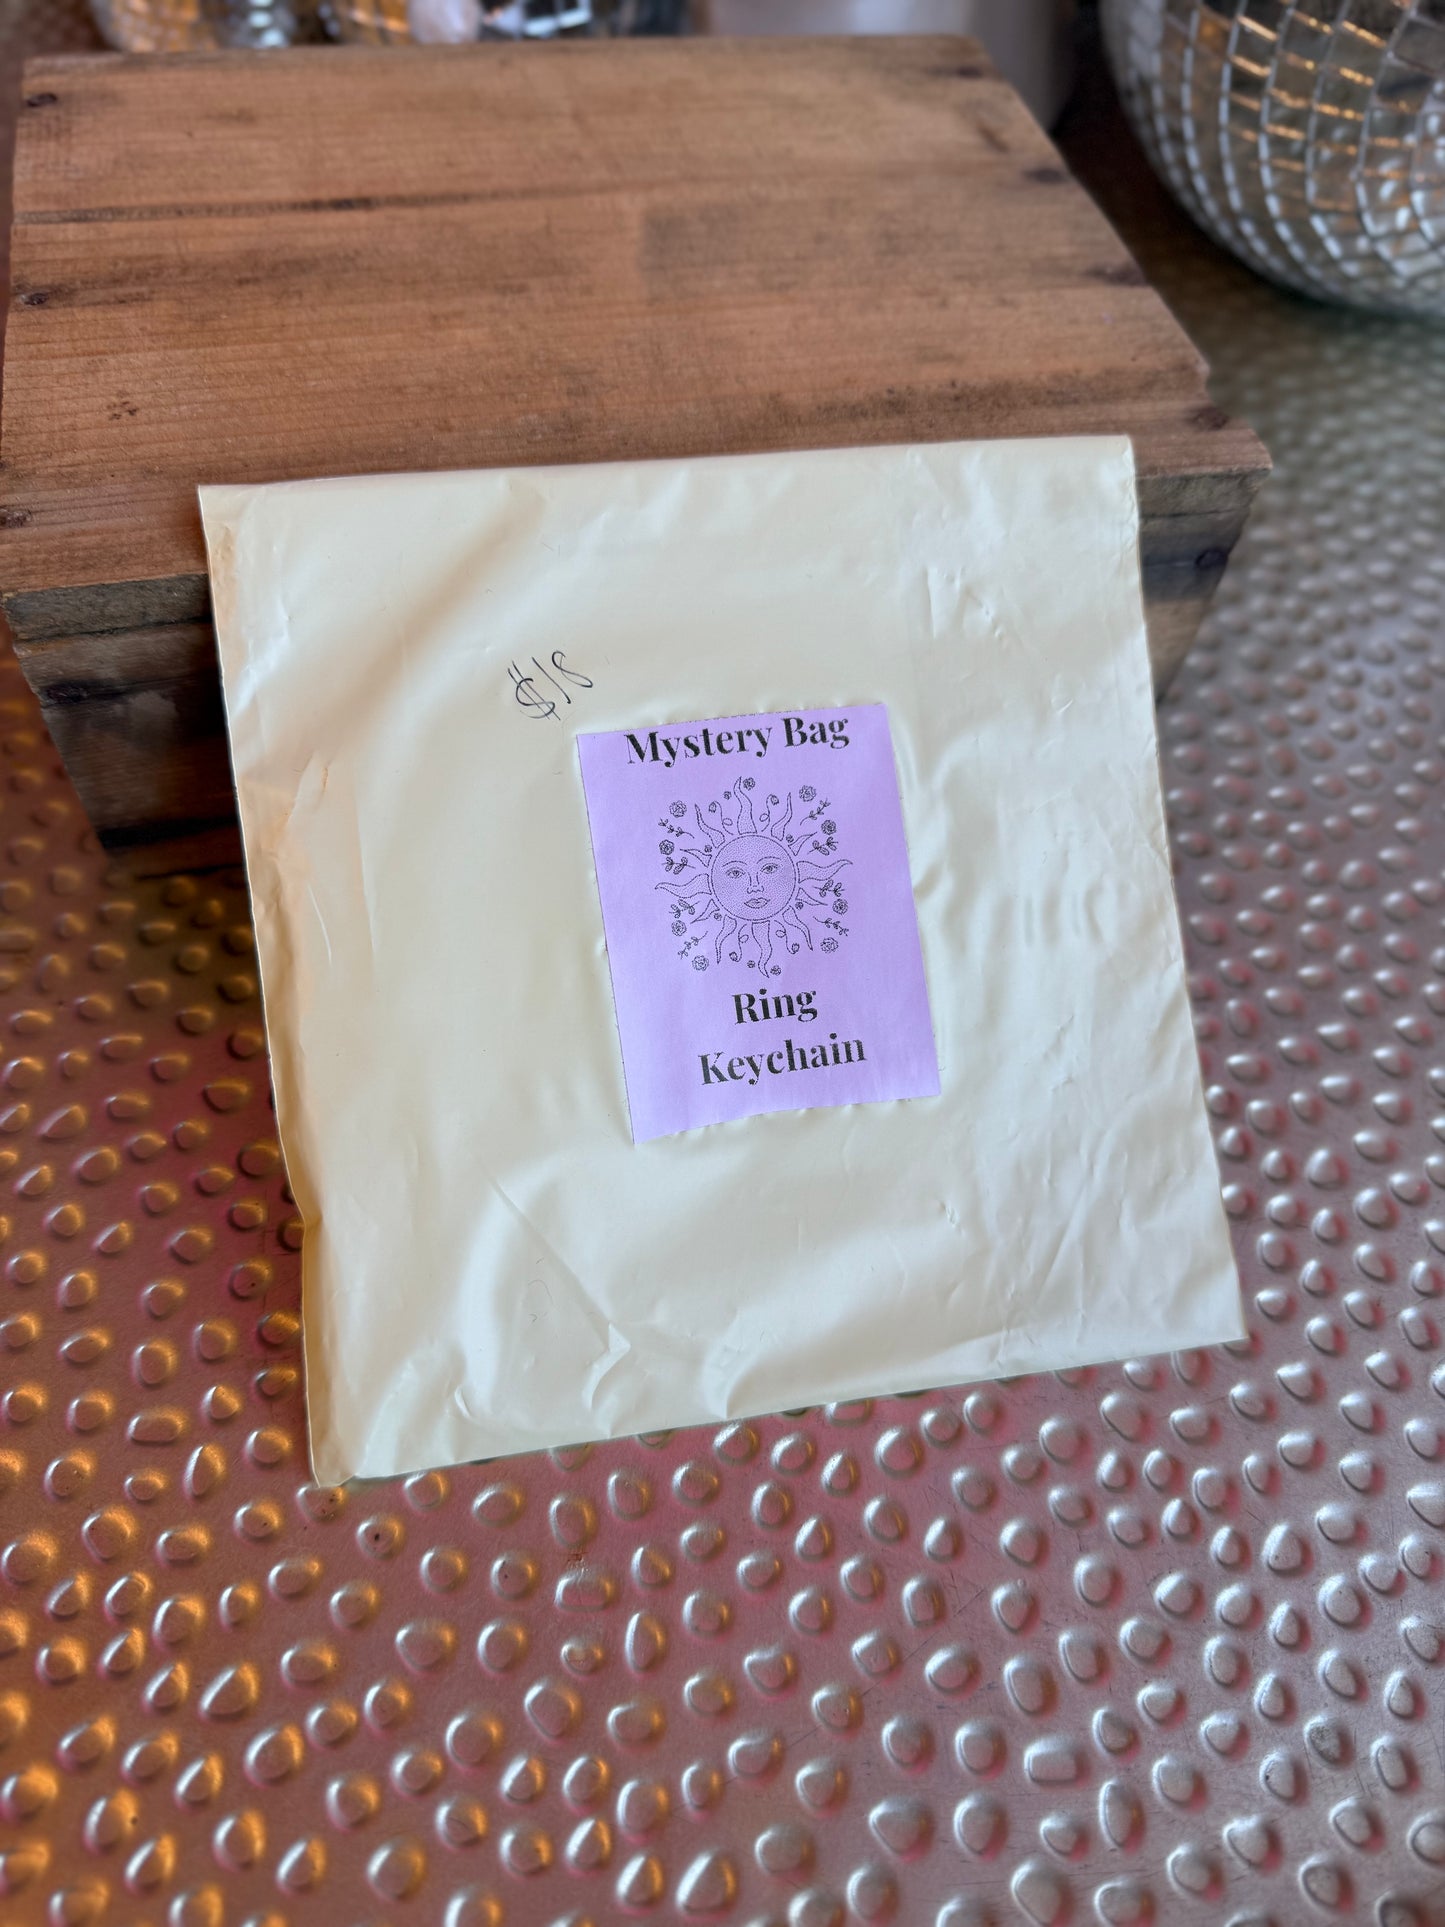 $18
Mystery Bag
Ring
Keychain